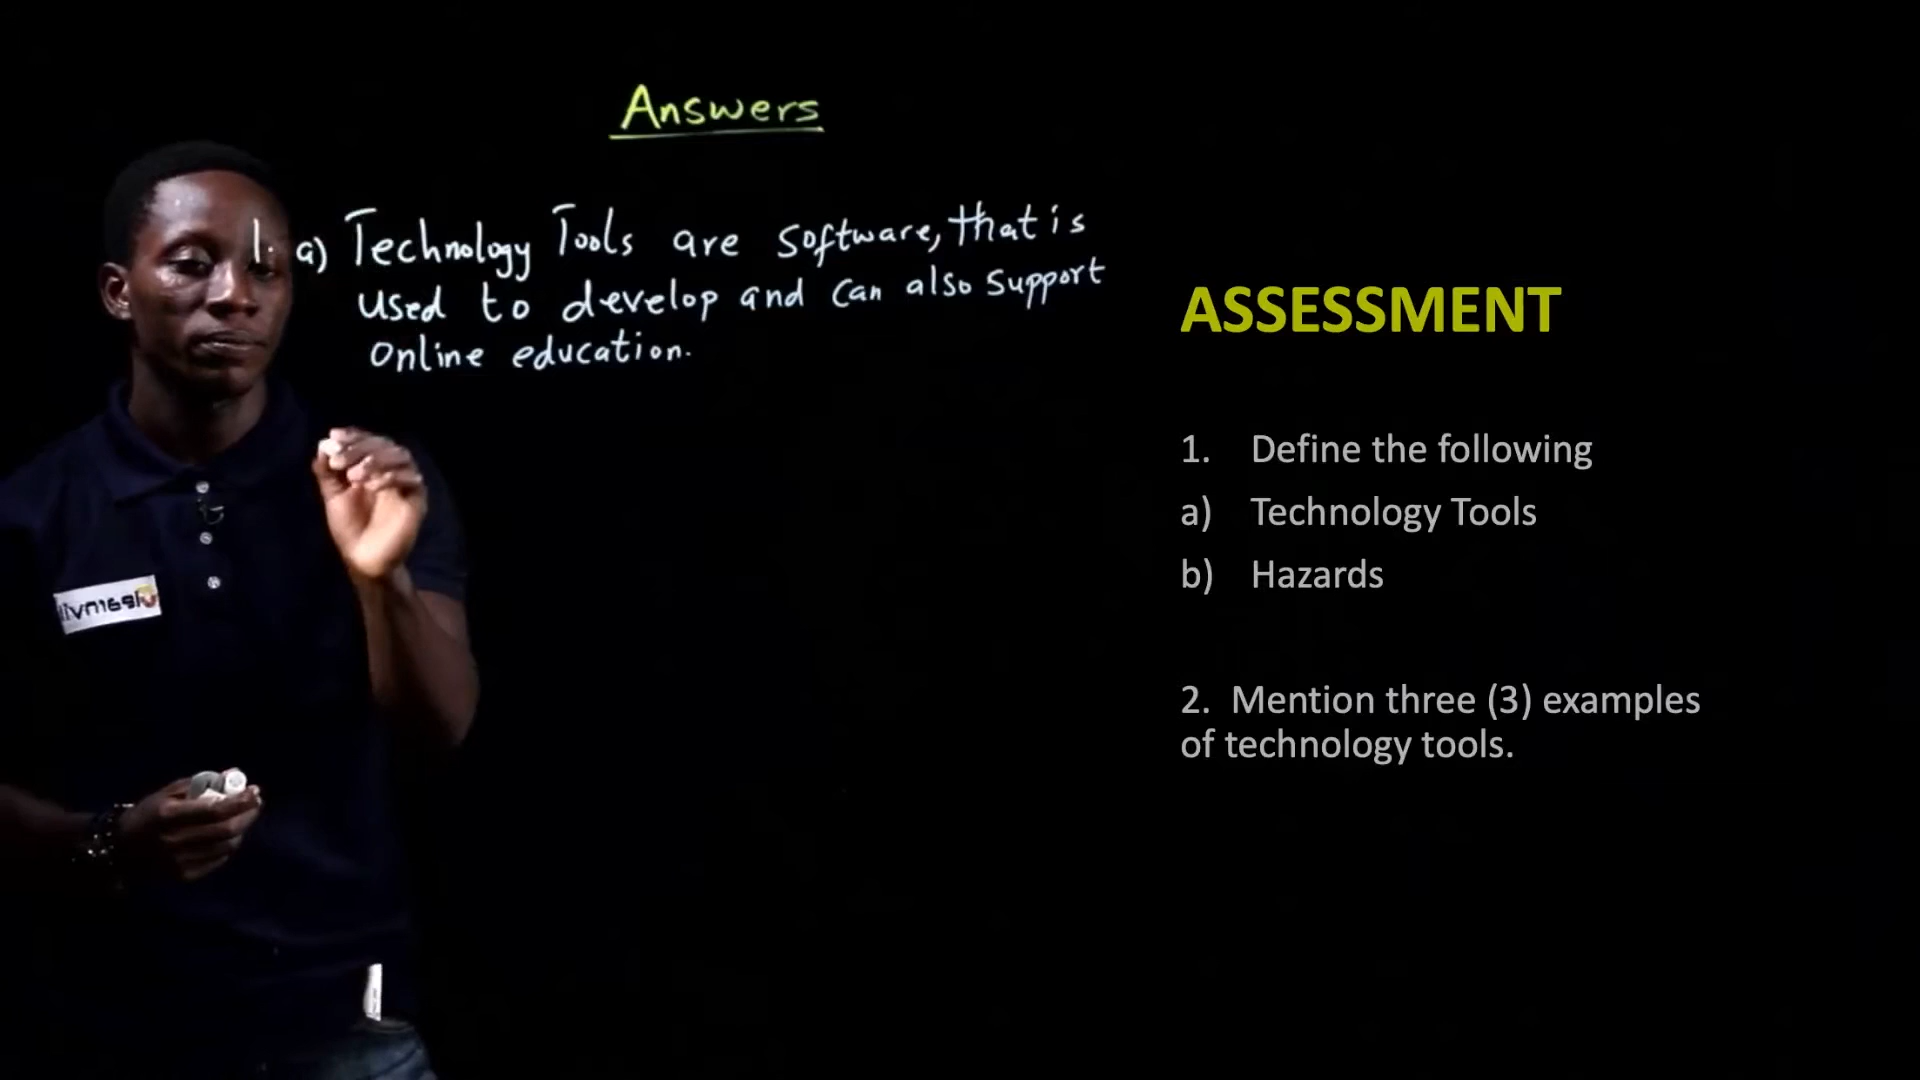 Answers
1. a) Technology Tools are software, that is
used to develop and can also support
online education.
ASSESSMENT
1. Define the following
a) Technology Tools
b) Hazards
2. Mention three (3) examples
of technology tools.